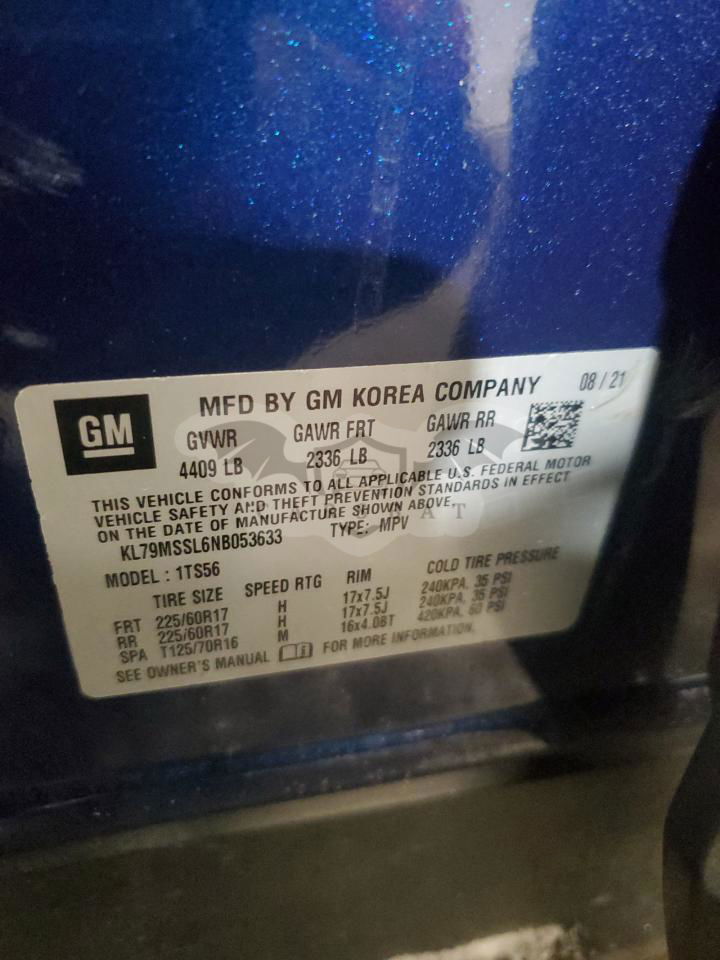 GM
MFD BY GM KOREA COMPANY 08 / 21
GVWR GAWR FRT GAWR RR
4409 LB 2336 LB 2336 LB
THIS VEHICLE CONFORMS TO ALL APPLICABLE U.S. FEDERAL MOTOR
VEHICLE SAFETY AND THEFT PREVENTION STANDARDS IN EFFECT
ON THE DATE OF MANUFACTURE SHOWN ABOVE.
KL79MSSL6NB053633 TYPE: MPV
MODEL : 1TS56
TIRE SIZE SPEED RTG RIM COLD TIRE PRESSURE
FRT 225/60R17 H 17x7.5J 240KPA, 35 PSI
RR 225/60R17 H 17x7.5J 240KPA, 35 PSI
SPA T125/70R16 M 16x4.0BT 420KPA, 60 PSI
SEE OWNER'S MANUAL FOR MORE INFORMATION.